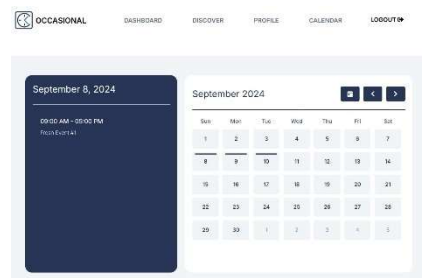 OCCASIONAL DASHBOARD DISCOVER PROFILE CALENDAR LOGOUT
September 8, 2024
09:00 AM - 05:00 PM
Fresh Event #1
September 2024
Sun Mon Tue Wed Thu Fri Sat
1 2 3 4 5 6 7
8 9 10 11 12 13 14
15 16 17 18 19 20 21
22 23 24 25 26 27 28
29 30 1 2 3 4 5